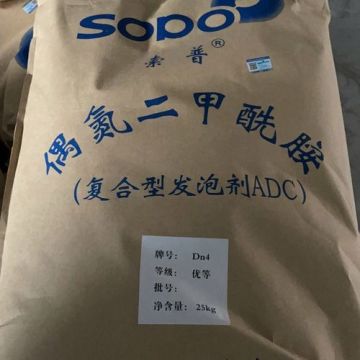 SOPO
索普®
偶氮二甲酰胺
(复合型发泡剂ADC)
牌号： Dn4
等级： 优等
批号：
净含量： 25kg